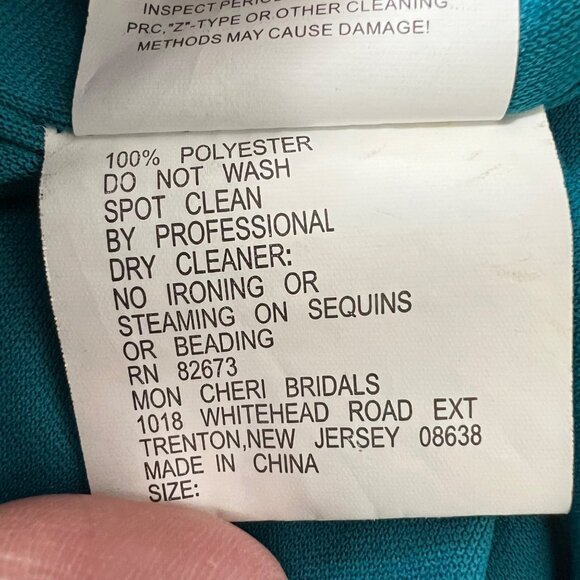 INSPECT
PRC,"Z"-TYPE OR OTHER CLEANING
METHODS MAY CAUSE DAMAGE!
100% POLYESTER
DO NOT WASH
SPOT CLEAN
BY PROFESSIONAL
DRY CLEANER:
NO IRONING OR
STEAMING ON SEQUINS
OR BEADING
RN 82673
MON CHERI BRIDALS
1018 WHITEHEAD ROAD EXT
TRENTON,NEW JERSEY 08638
MADE IN CHINA
SIZE: